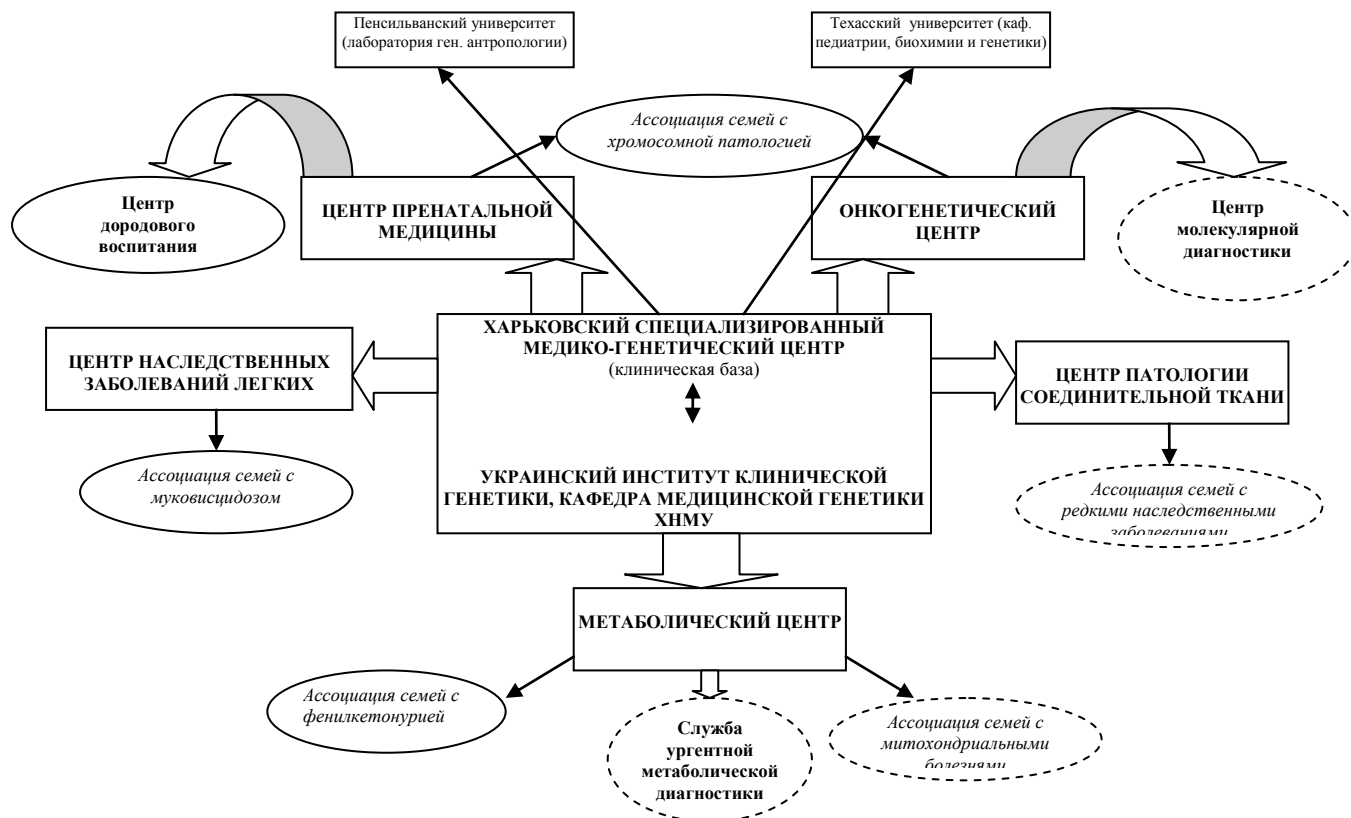 Пенсильванский университет
(лаборатория ген. антропологии)
Техасский университет (каф.
педиатрии, биохимии и генетики)
Ассоциация семей с
хромосомной патологией
Центр
дородового
воспитания
ЦЕНТР ПРЕНАТАЛЬНОЙ
МЕДИЦИНЫ
ОНКОГЕНЕТИЧЕСКИЙ
ЦЕНТР
Центр
молекулярной
диагностики
ЦЕНТР НАСЛЕДСТВЕННЫХ
ЗАБОЛЕВАНИЙ ЛЕГКИХ
ХАРЬКОВСКИЙ СПЕЦИАЛИЗИРОВАННЫЙ
МЕДИКО-ГЕНЕТИЧЕСКИЙ ЦЕНТР
(клиническая база)
УКРАИНСКИЙ ИНСТИТУТ КЛИНИЧЕСКОЙ
ГЕНЕТИКИ, КАФЕДРА МЕДИЦИНСКОЙ ГЕНЕТИКИ
ХНМУ
ЦЕНТР ПАТОЛОГИИ
СОЕДИНИТЕЛЬНОЙ ТКАНИ
Ассоциация семей с
муковисцидозом
Ассоциация семей с
редкими наследственными
заболеваниями
МЕТАБОЛИЧЕСКИЙ ЦЕНТР
Ассоциация семей с
фенилкетонурией
Служба
ургентной
метаболической
диагностики
Ассоциация семей с
митохондриальными
болезнями